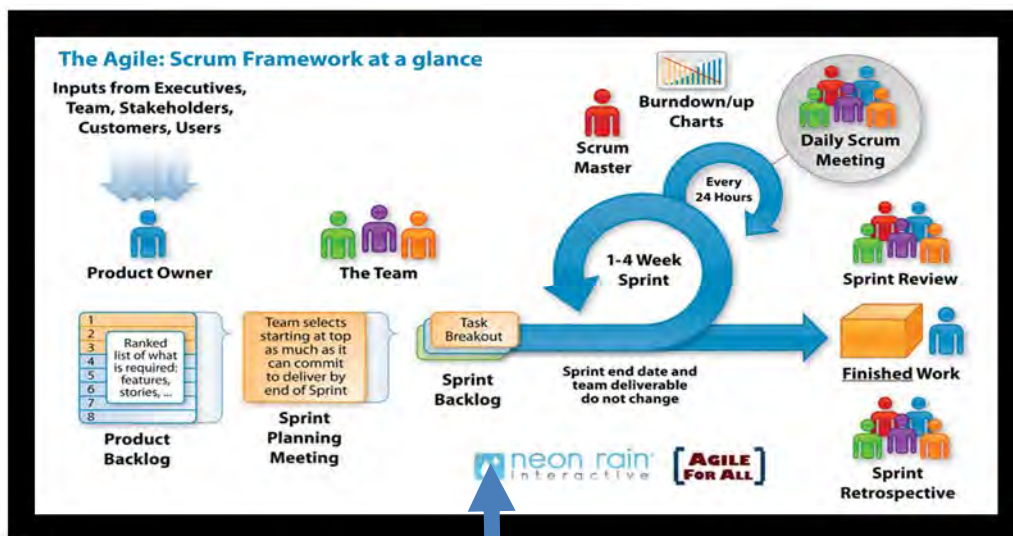 The Agile: Scrum Framework at a glance
Inputs from Executives,
Team, Stakeholders,
Customers, Users
Product Owner
The Team
1
2
3
4
5
6
7
8
Ranked
list of what
is required:
features,
stories, ...
Product
Backlog
Team selects
starting at top
as much as it
can commit
to deliver by
end of Sprint
Sprint
Planning
Meeting
Task
Breakout
Sprint
Backlog
Scrum
Master
Burndown/up
Charts
Every
24 Hours
1-4 Week
Sprint
Sprint end date and
team deliverable
do not change
Daily Scrum
Meeting
Sprint Review
Finished Work
Sprint
Retrospective
neon rain
interactive
AGILE
FOR ALL